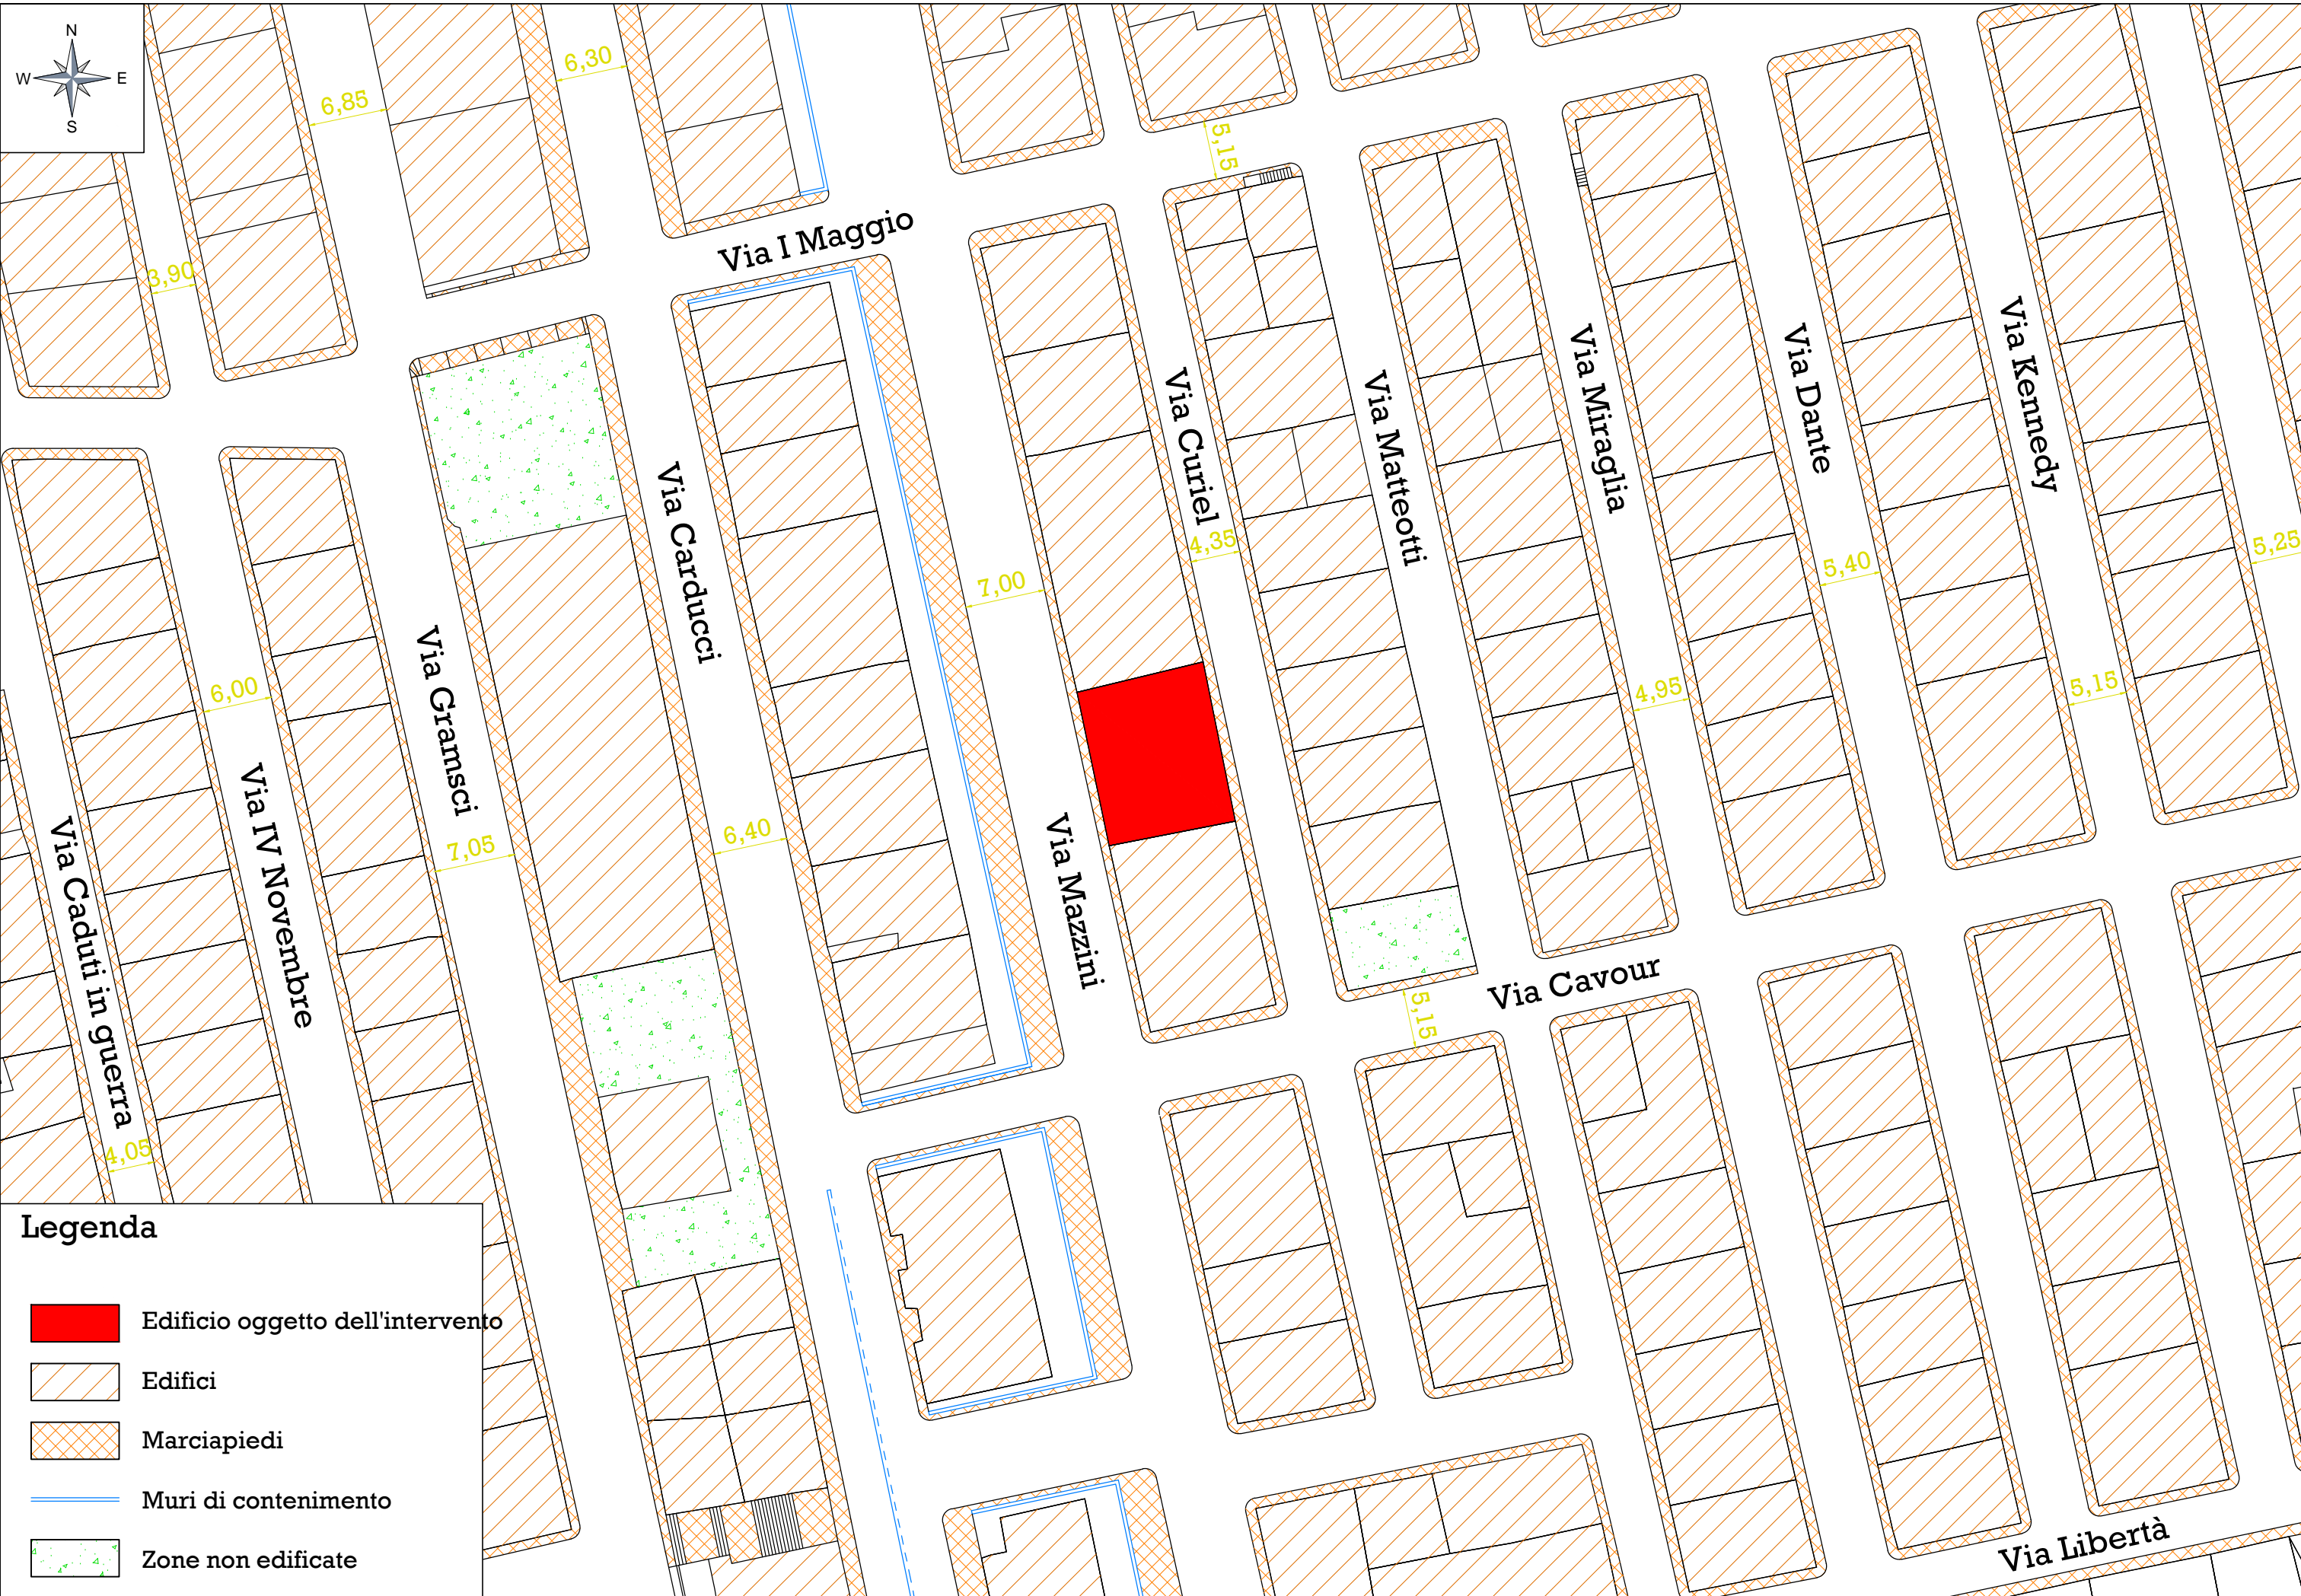 N
W E
S
6,30
6,85
5,15
3,90
Via I Maggio
Via Curiel
Via Matteotti
Via Miraglia
Via Dante
Via Kennedy
Via Carducci
4,35
5,25
5,40
7,00
Via Gramsci
6,00
4,95
5,15
Via IV Novembre
Via Caduti in guerra
7,05
6,40
Via Mazzini
Via Cavour
5,15
4,05
Legenda
Edificio oggetto dell'intervento
Edifici
Marciapiedi
Muri di contenimento
Zone non edificate
Via Libertà